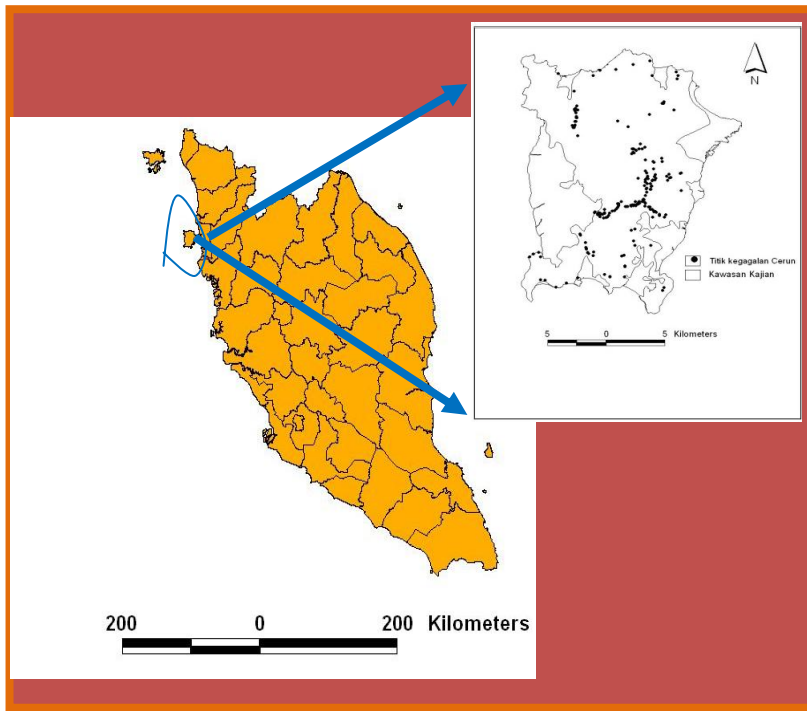 N
Titik kegagalan Cerun
Kawasan Kajian
5 0 5 Kilometers
200 0 200 Kilometers